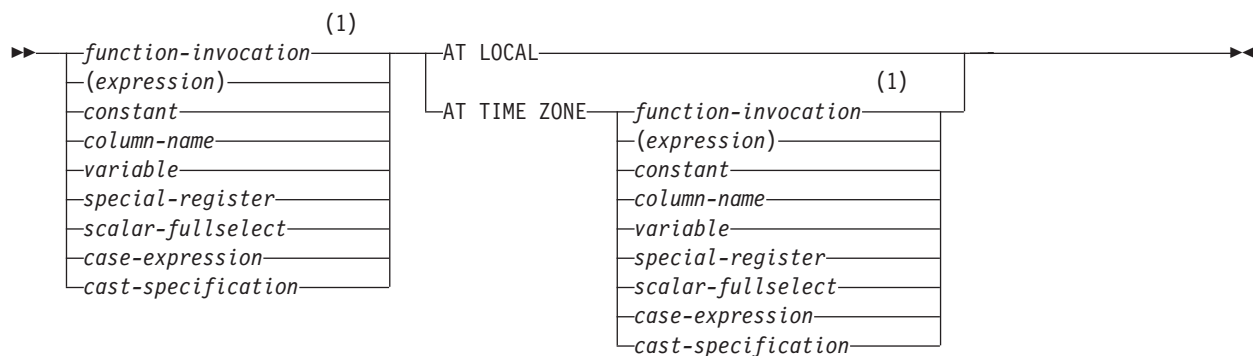 (1)
function-invocation AT LOCAL
(expression) (1)
constant AT TIME ZONE function-invocation
column-name (expression)
variable constant
special-register column-name
scalar-fullselect variable
case-expression special-register
cast-specification scalar-fullselect
case-expression
cast-specification